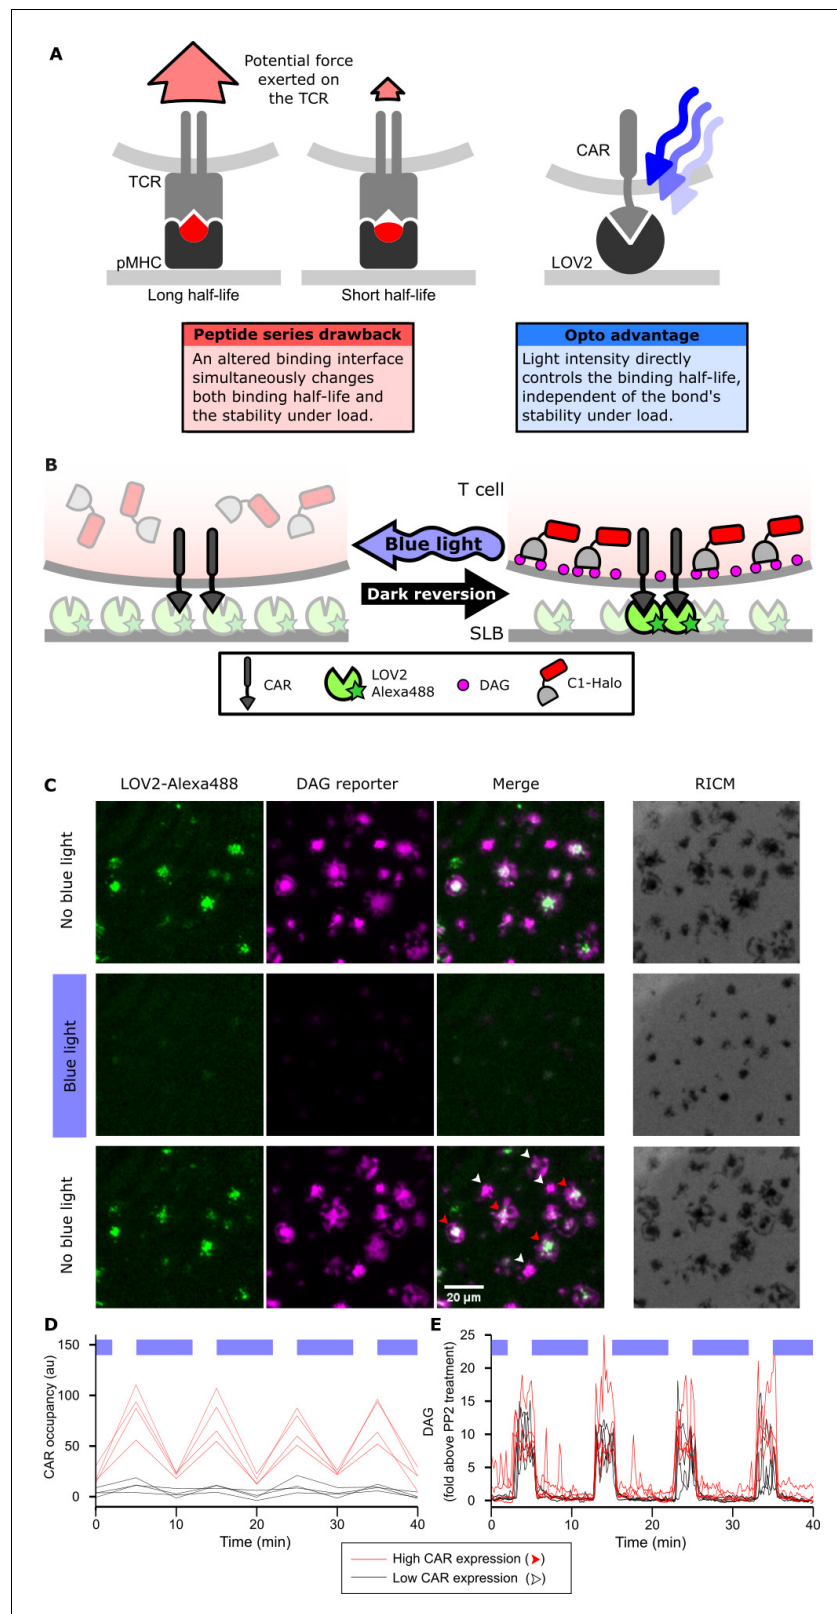 A
Potential force
exerted on
the TCR
TCR
pMHC
Long half-life
Short half-life
CAR
LOV2
Peptide series drawback
An altered binding interface
simultaneously changes
both binding half-life and
the stability under load.
Opto advantage
Light intensity directly
controls the binding half-life,
independent of the bond's
stability under load.
B
T cell
Blue light
Dark reversion
SLB
CAR
LOV2
Alexa488
DAG
C1-Halo
C
LOV2-Alexa488
DAG reporter
Merge
RICM
No blue light
Blue light
No blue light
20 µm
D
150
100
50
0
CAR occupancy (au)
0
10
20
30
40
Time (min)
E
25
20
15
10
5
0
DAG
(fold above PP2 treatment)
0
10
20
30
40
Time (min)
High CAR expression (➤)
Low CAR expression (➢)